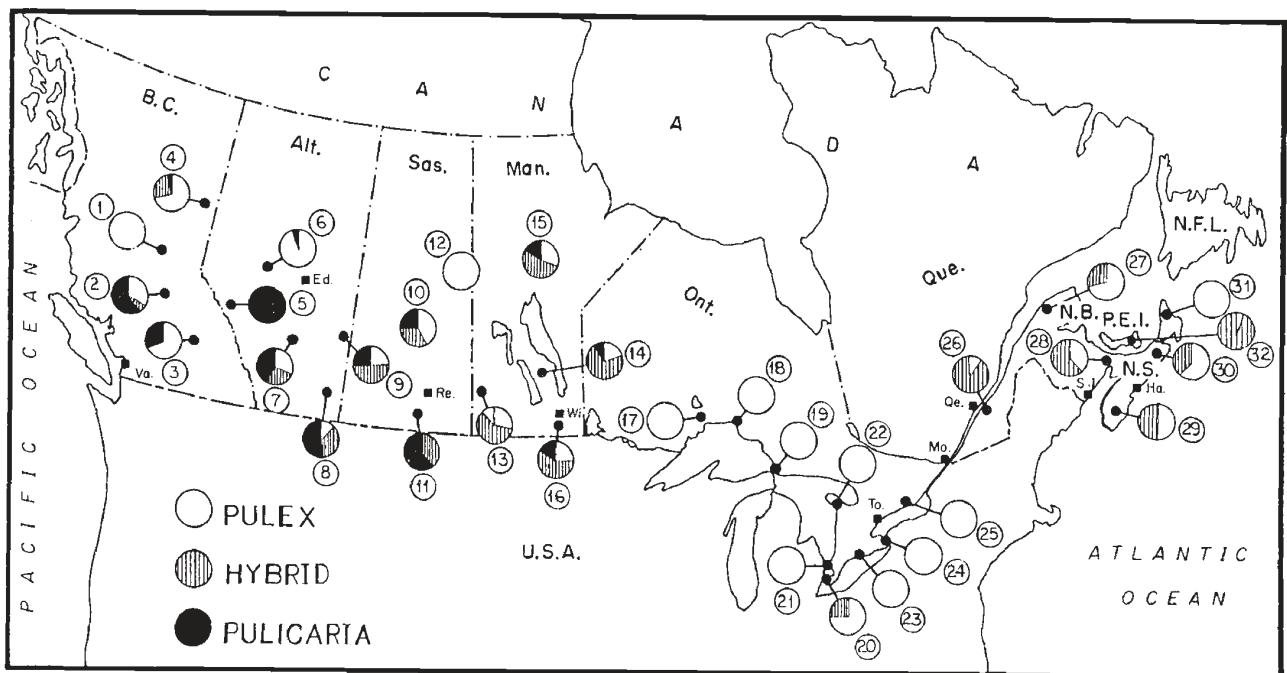 C A N A D A
B.C.
Alt.
Sas.
Man.
Ont.
Que.
N.F.L.
N.B.
P.E.I.
N.S.
U.S.A.
PACIFIC OCEAN
ATLANTIC
OCEAN
Va.
Ed.
Re.
Wi.
To.
Mo.
Qe.
S.J.
Ha.
1
2
3
4
5
6
7
8
9
10
11
12
13
14
15
16
17
18
19
20
21
22
23
24
25
26
27
28
29
30
31
32
PULEX
HYBRID
PULICARIA